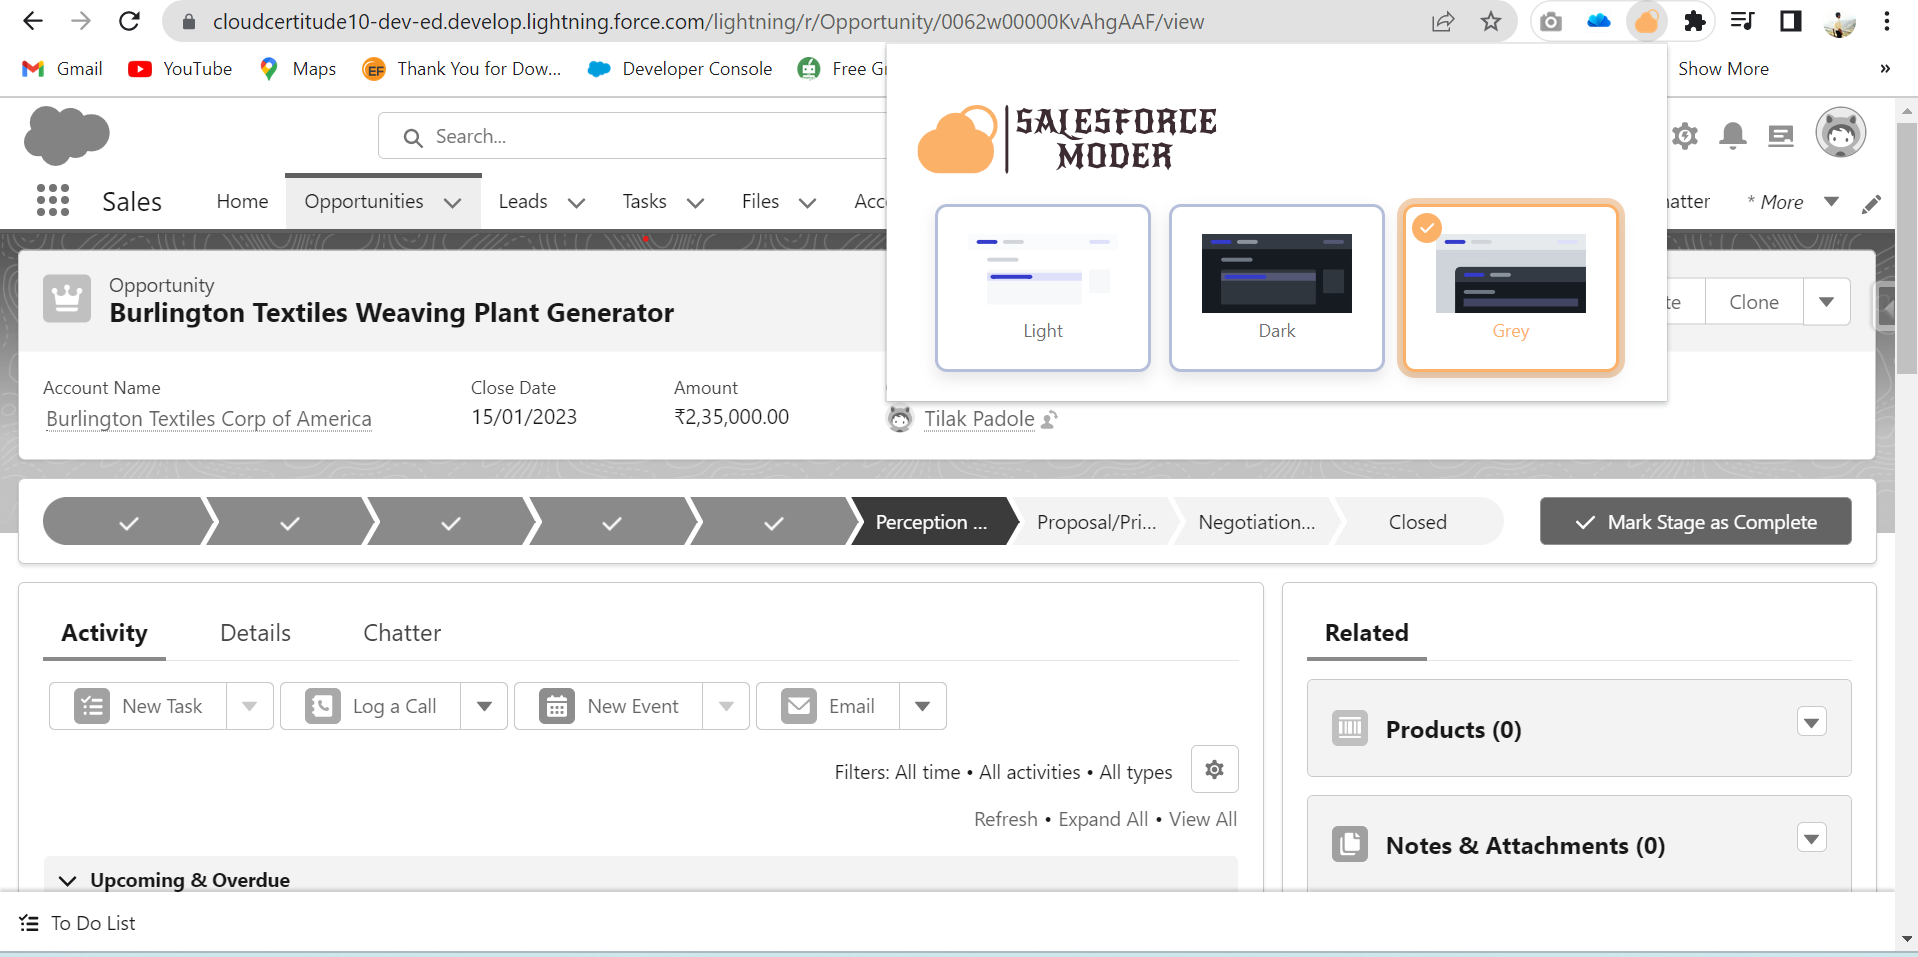 cloudcertitude10-dev-ed.develop.lightning.force.com/lightning/r/Opportunity/0062w00000KvAhgAAF/view
Gmail YouTube Maps Thank You for Dow... Developer Console Free Gr Show More »
SALESFORCE
MODER
Search...
Sales Home Opportunities Leads Tasks Files Acc atter * More
Light Dark Grey
Opportunity
Burlington Textiles Weaving Plant Generator
te Clone
Account Name Close Date Amount
Burlington Textiles Corp of America 15/01/2023 ₹2,35,000.00 Tilak Padole
Perception ... Proposal/Pri... Negotiation... Closed Mark Stage as Complete
Activity Details Chatter
Related
New Task Log a Call New Event Email
Products (0)
Filters: All time • All activities • All types
Refresh • Expand All • View All
Notes & Attachments (0)
Upcoming & Overdue
To Do List